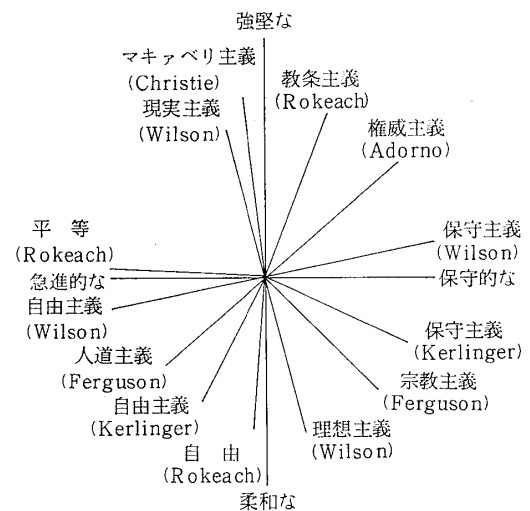 強堅な
マキァベリ主義
(Christie)
現実主義
(Wilson)
教条主義
(Rokeach)
権威主義
(Adorno)
平　等
(Rokeach)
急進的な
自由主義
(Wilson)
人道主義
(Ferguson)
自由主義
(Kerlinger)
自　由
(Rokeach)
保守主義
(Wilson)
保守的な
保守主義
(Kerlinger)
宗教主義
(Ferguson)
理想主義
(Wilson)
柔和な